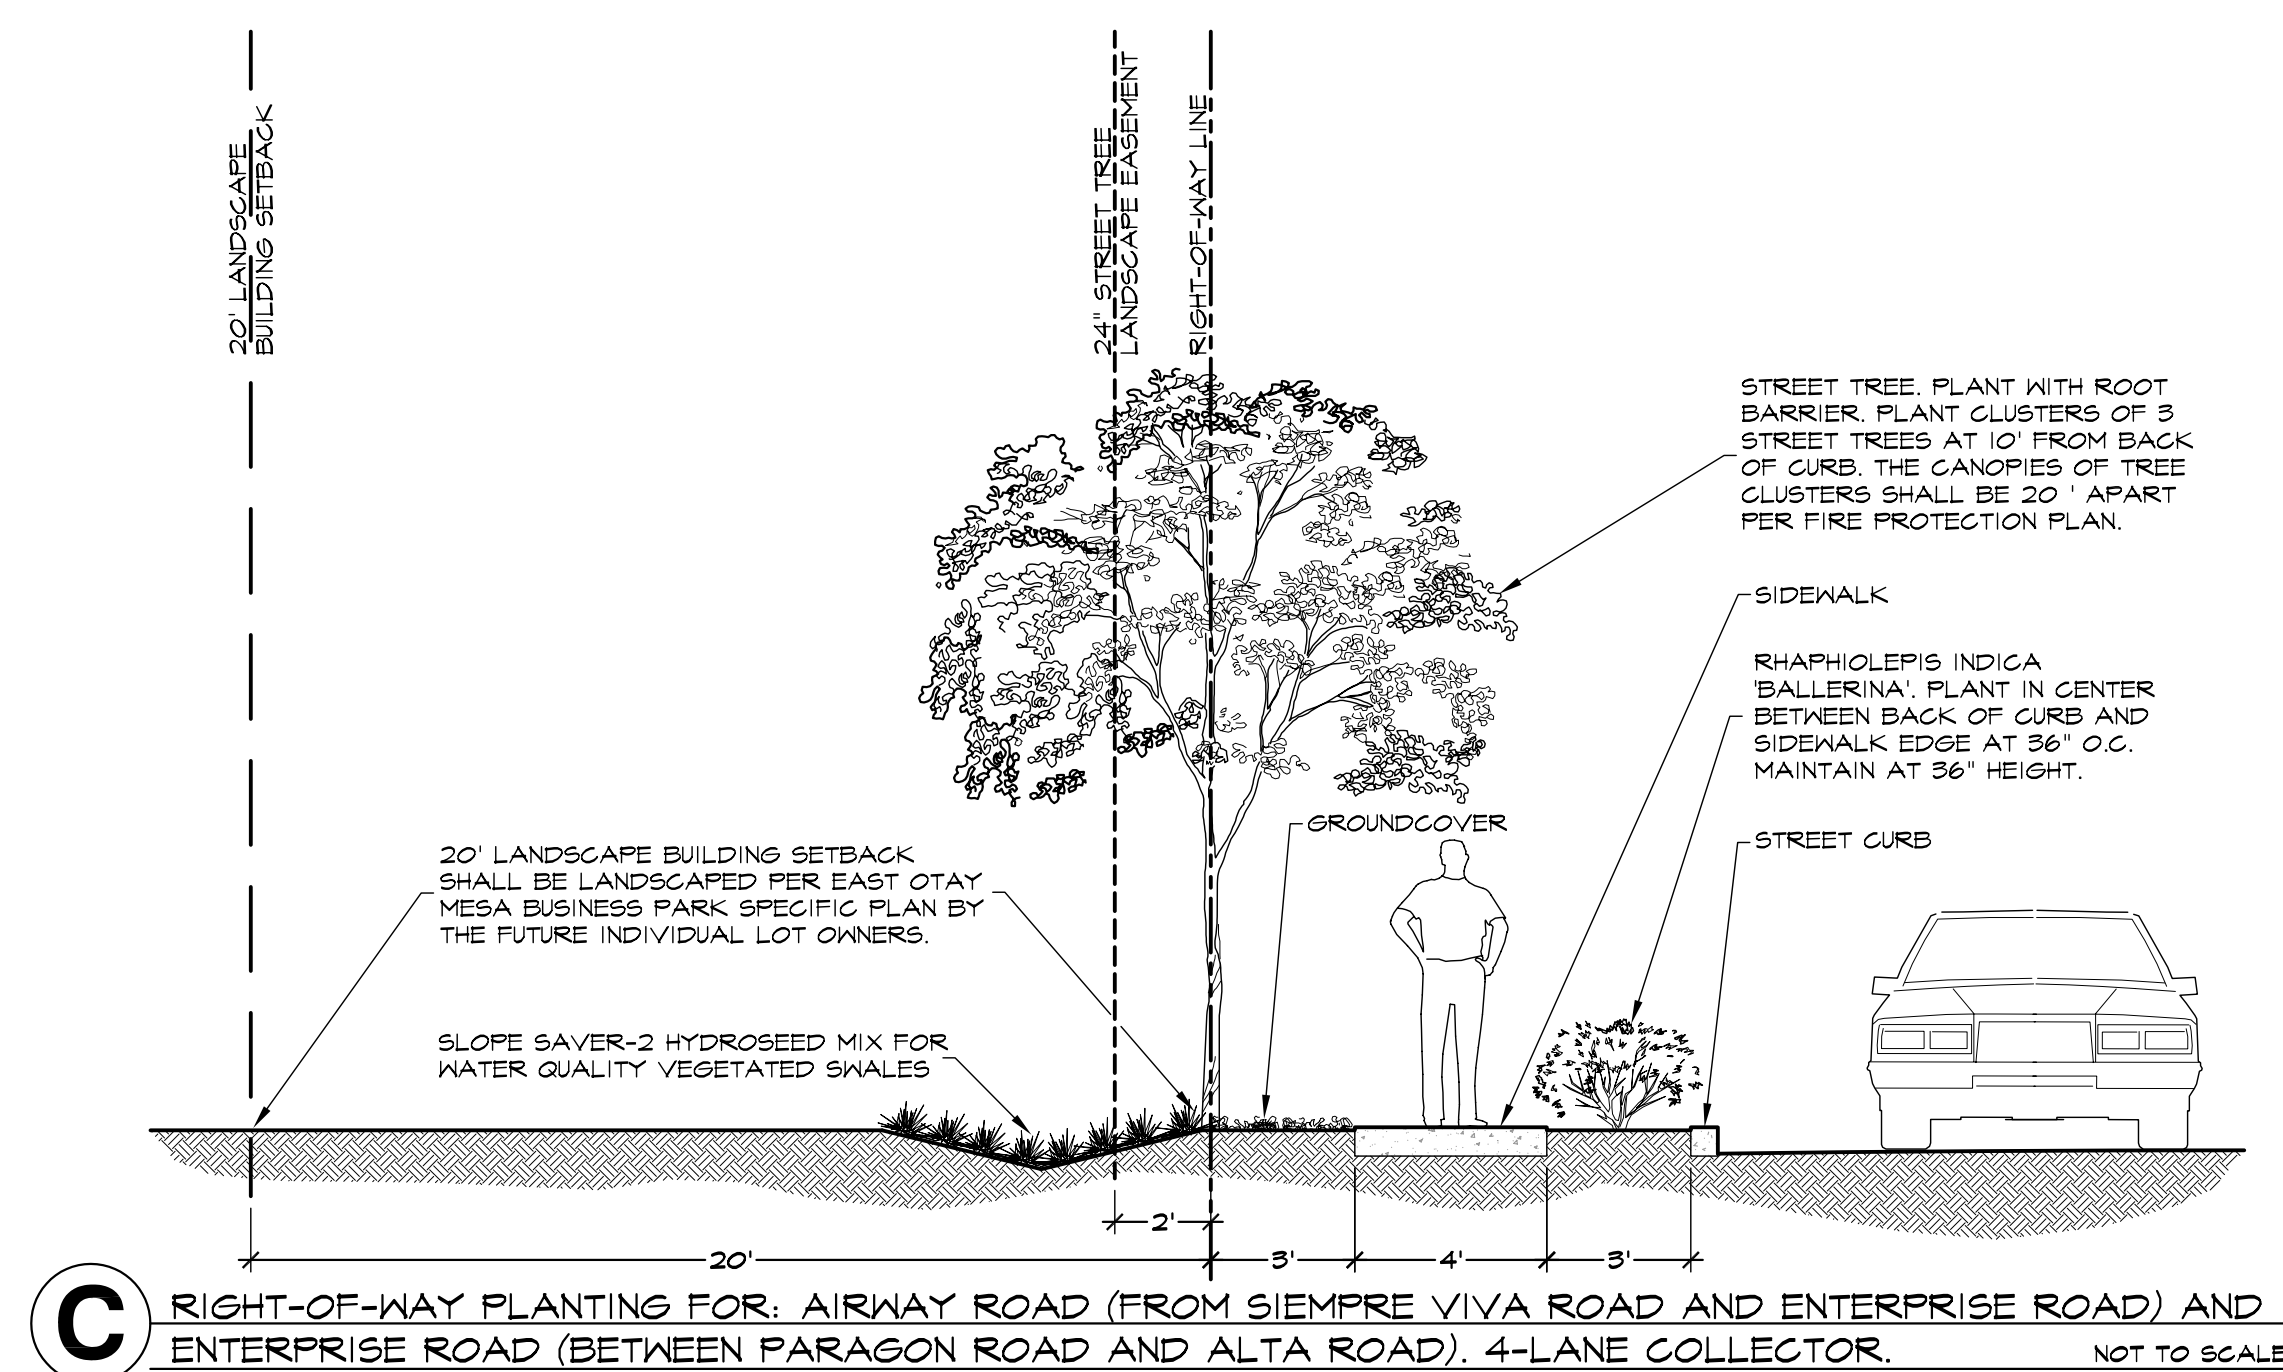 20' LANDSCAPE
BUILDING SETBACK
24" STREET TREE
LANDSCAPE EASEMENT
RIGHT-OF-WAY LINE
STREET TREE. PLANT WITH ROOT
BARRIER. PLANT CLUSTERS OF 3
STREET TREES AT 10' FROM BACK
OF CURB. THE CANOPIES OF TREE
CLUSTERS SHALL BE 20 ' APART
PER FIRE PROTECTION PLAN.
SIDEWALK
RHAPHIOLEPIS INDICA
'BALLERINA'. PLANT IN CENTER
BETWEEN BACK OF CURB AND
SIDEWALK EDGE AT 36" O.C.
MAINTAIN AT 36" HEIGHT.
GROUNDCOVER
STREET CURB
20' LANDSCAPE BUILDING SETBACK
SHALL BE LANDSCAPED PER EAST OTAY
MESA BUSINESS PARK SPECIFIC PLAN BY
THE FUTURE INDIVIDUAL LOT OWNERS.
SLOPE SAVER-2 HYDROSEED MIX FOR
WATER QUALITY VEGETATED SWALES
2'
20'
3'
4'
3'
C
RIGHT-OF-WAY PLANTING FOR: AIRWAY ROAD (FROM SIEMPRE VIVA ROAD AND ENTERPRISE ROAD) AND
ENTERPRISE ROAD (BETWEEN PARAGON ROAD AND ALTA ROAD). 4-LANE COLLECTOR.
NOT TO SCALE